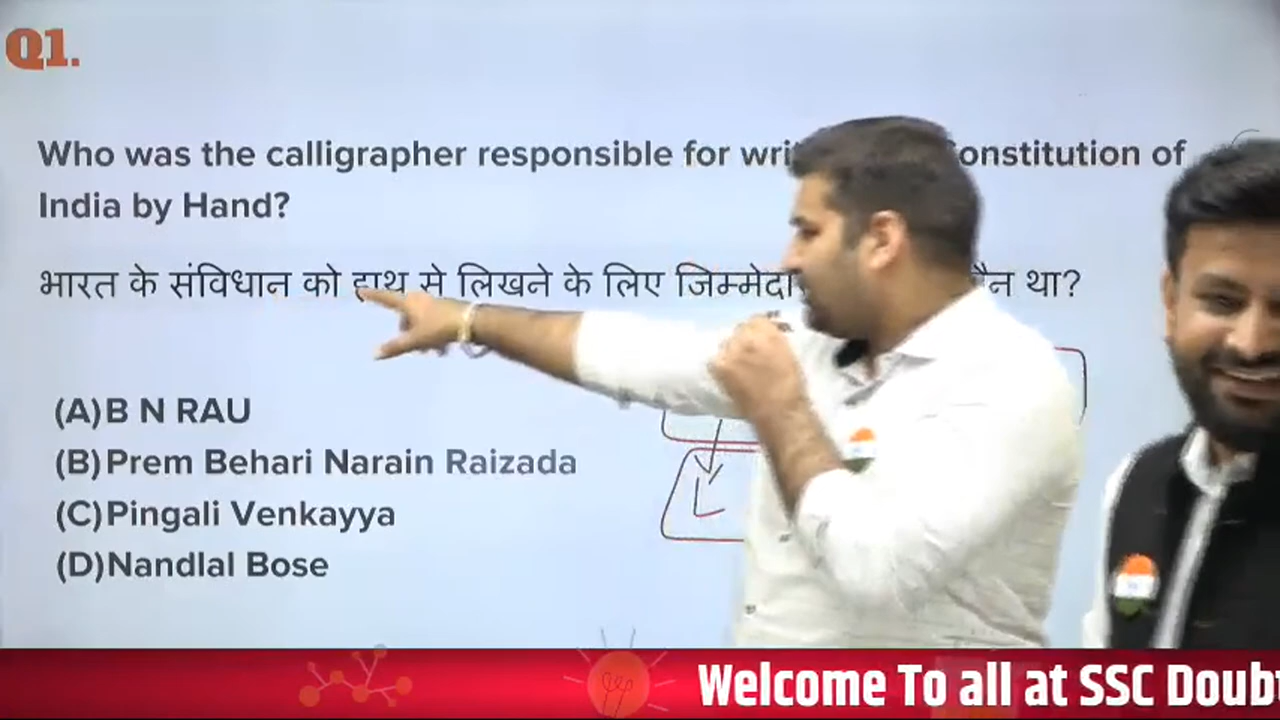 Q1.
Who was the calligrapher responsible for wri onstitution of
India by Hand?
भारत के संविधान को हाथ से लिखने के लिए जिम्मेदा था?
(A)B N RAU
(B)Prem Behari Narain Raizada
(C)Pingali Venkayya
(D)Nandlal Bose
L
Welcome To all at SSC Doubt